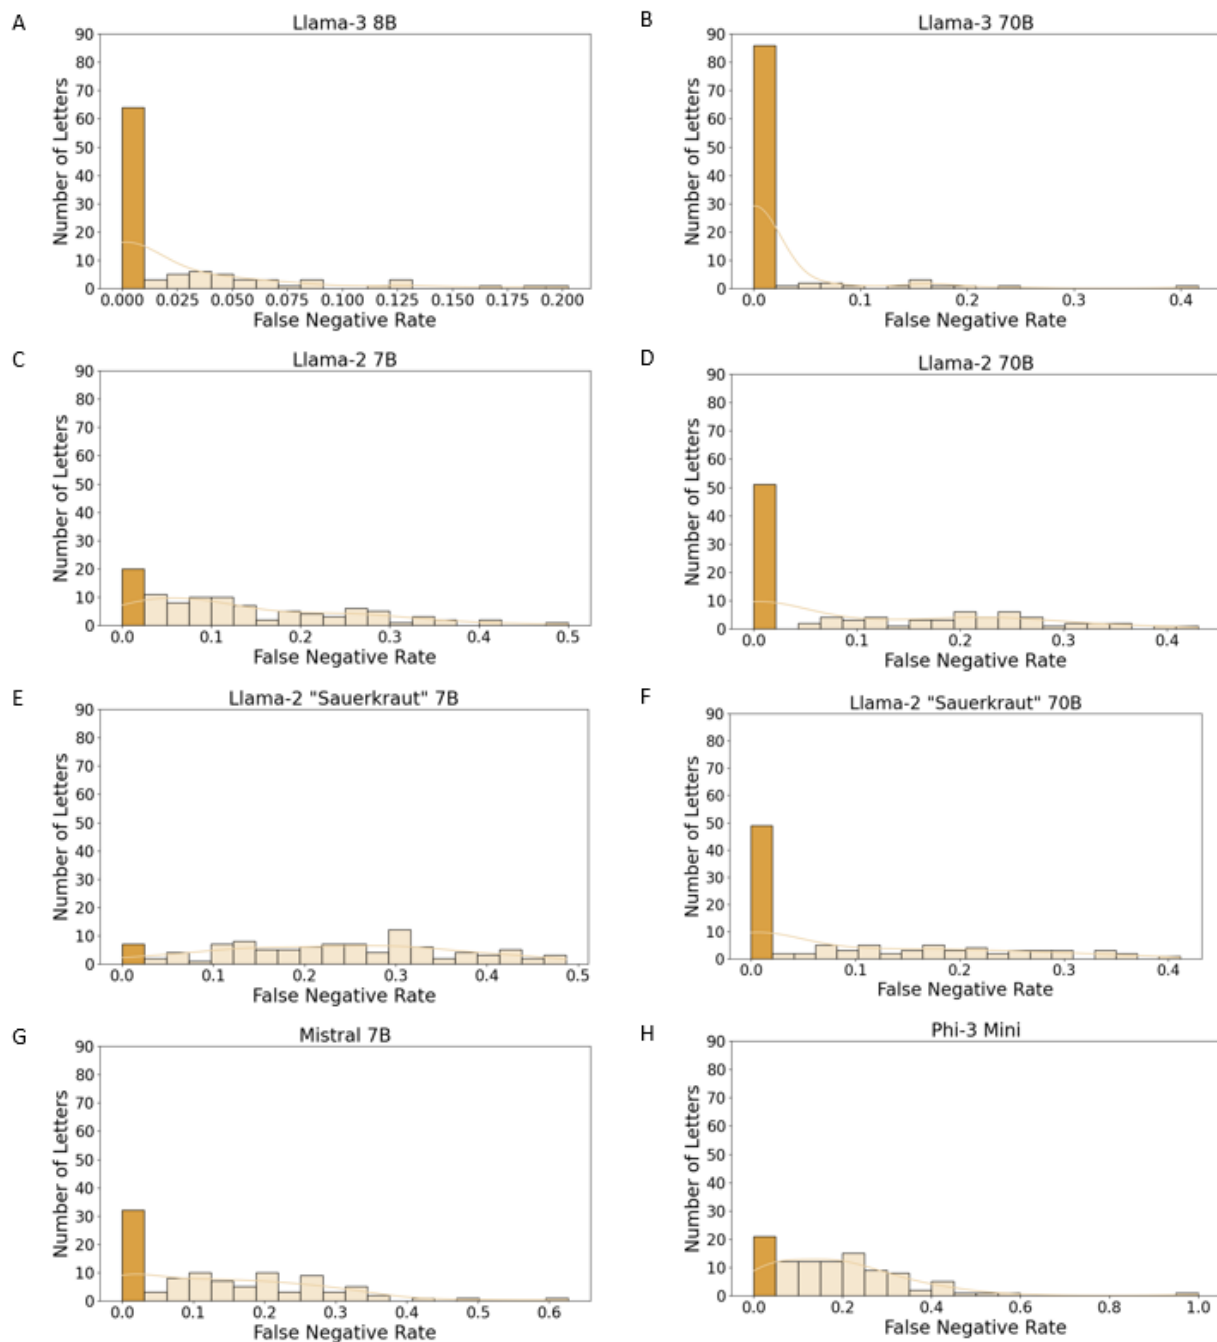 A
Llama-3 8B
Number of Letters
90
80
70
60
50
40
30
20
10
0
0.000 0.025 0.050 0.075 0.100 0.125 0.150 0.175 0.200
False Negative Rate
B
Llama-3 70B
Number of Letters
90
80
70
60
50
40
30
20
10
0
0.0 0.1 0.2 0.3 0.4
False Negative Rate
C
Llama-2 7B
Number of Letters
90
80
70
60
50
40
30
20
10
0
0.0 0.1 0.2 0.3 0.4 0.5
False Negative Rate
D
Llama-2 70B
Number of Letters
90
80
70
60
50
40
30
20
10
0
0.0 0.1 0.2 0.3 0.4
False Negative Rate
E
Llama-2 "Sauerkraut" 7B
Number of Letters
90
80
70
60
50
40
30
20
10
0
0.0 0.1 0.2 0.3 0.4 0.5
False Negative Rate
F
Llama-2 "Sauerkraut" 70B
Number of Letters
90
80
70
60
50
40
30
20
10
0
0.0 0.1 0.2 0.3 0.4
False Negative Rate
G
Mistral 7B
Number of Letters
90
80
70
60
50
40
30
20
10
0
0.0 0.1 0.2 0.3 0.4 0.5 0.6
False Negative Rate
H
Phi-3 Mini
Number of Letters
90
80
70
60
50
40
30
20
10
0
0.0 0.2 0.4 0.6 0.8 1.0
False Negative Rate